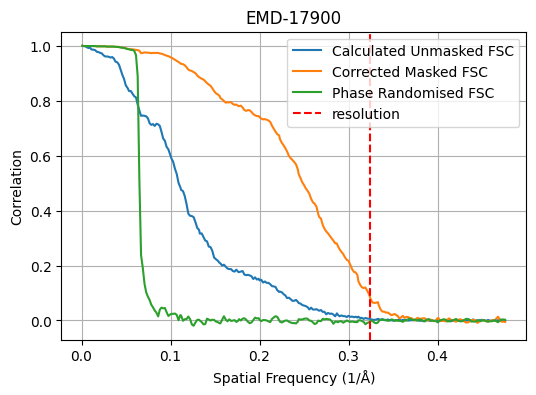 EMD-17900
Calculated Unmasked FSC
Corrected Masked FSC
Phase Randomised FSC
resolution
Correlation
1.0
0.8
0.6
0.4
0.2
0.0
0.0 0.1 0.2 0.3 0.4
Spatial Frequency (1/Å)